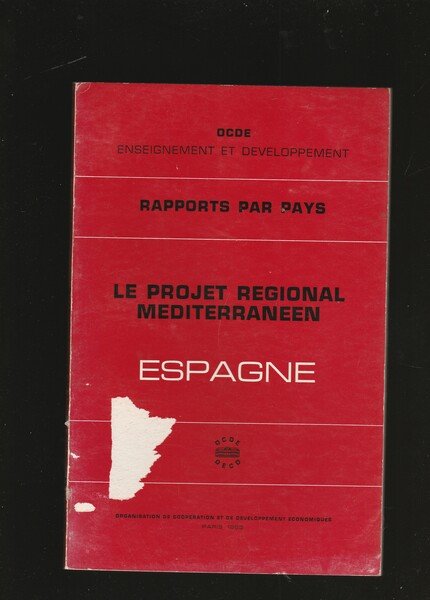 OCDE
ENSEIGNEMENT ET DEVELOPPEMENT
RAPPORTS PAR PAYS
LE PROJET REGIONAL
MEDITERRANEEN
ESPAGNE
OCDE
OECD
ORGANISATION DE COOPERATION ET DE DEVELOPPEMENT ECONOMIQUES
PARIS